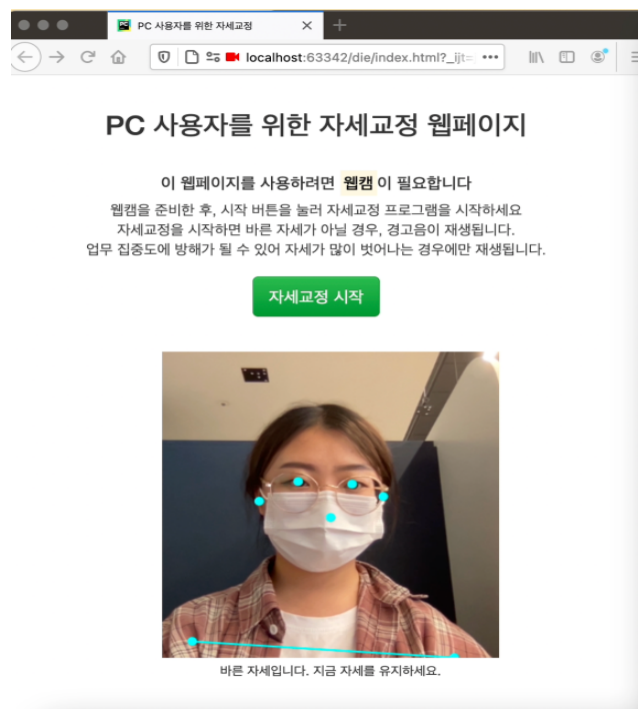 PC 사용자를 위한 자세교정
localhost:63342/die/index.html?_ijt=
PC 사용자를 위한 자세교정 웹페이지
이 웹페이지를 사용하려면 웹캠 이 필요합니다
웹캠을 준비한 후, 시작 버튼을 눌러 자세교정 프로그램을 시작하세요
자세교정을 시작하면 바른 자세가 아닐 경우, 경고음이 재생됩니다.
업무 집중도에 방해가 될 수 있어 자세가 많이 벗어나는 경우에만 재생됩니다.
자세교정 시작
바른 자세입니다. 지금 자세를 유지하세요.